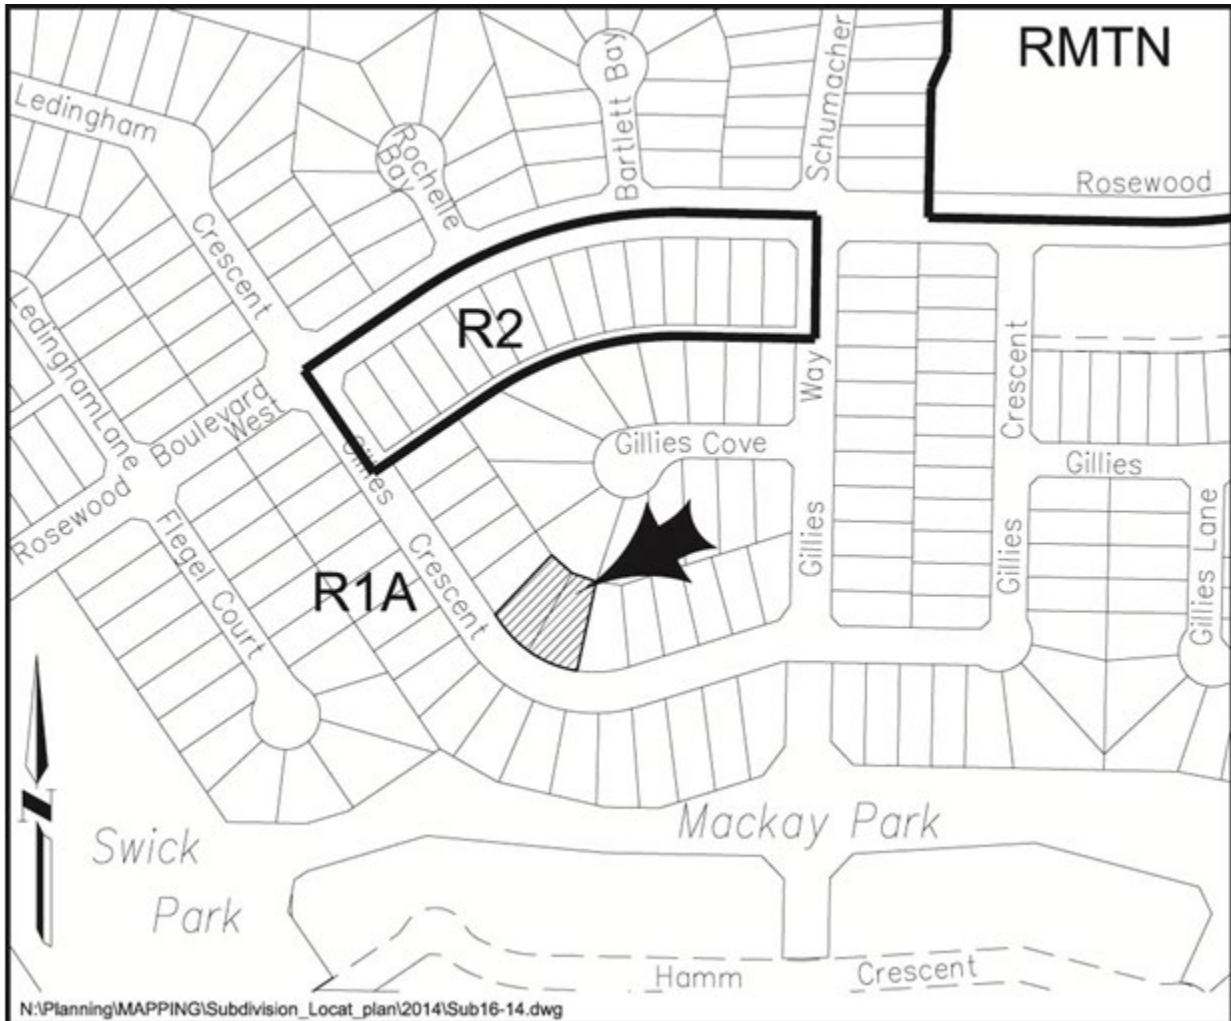 RMTN
Ledingham
Crescent
Rochelle
Bay
Bartlett Bay
Schumacher
Rosewood
R2
Ledingham Lane
Boulevard
West
Rosewood
Gillies
Crescent
Gillies Cove
Way
Gillies
Crescent
Gillies
Gillies
Gillies Lane
Flegel Court
R1A
N
Swick
Park
Mackay Park
Hamm
Crescent
N:\Planning\MAPPING\Subdivision_Locat_plan\2014\Sub16-14.dwg